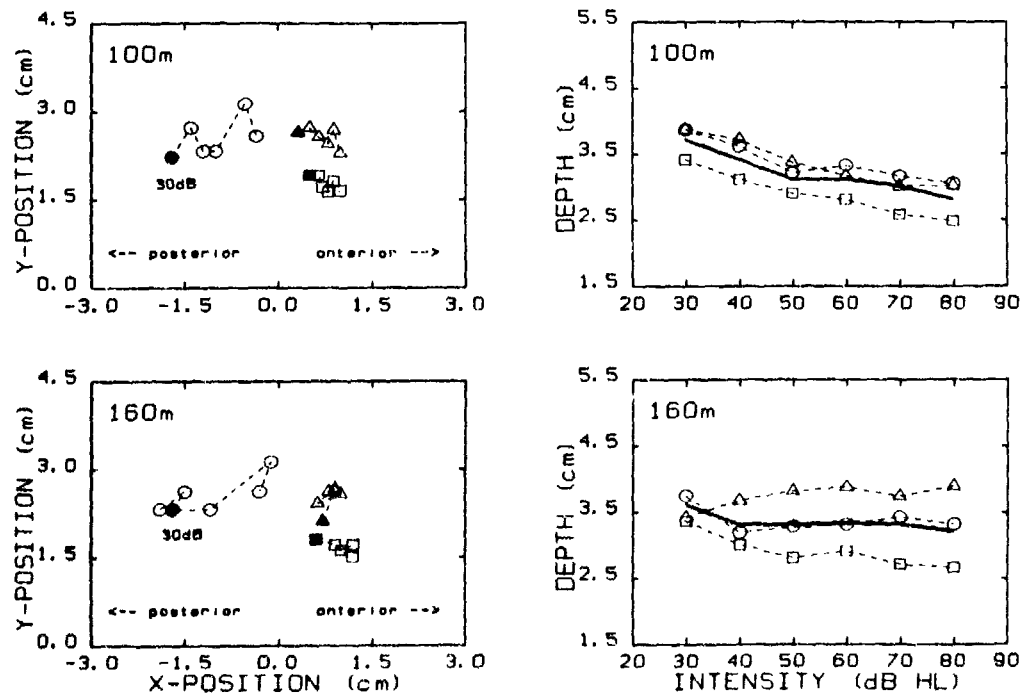 4.5
Y-POSITION (cm)
100m
3.0
30dB
1.5
<-- posterior
anterior -->
0.0
-3.0
-1.5
0.0
1.5
3.0
5.5
DEPTH (cm)
100m
4.5
3.5
2.5
1.5
20 30 40 50 60 70 80 90
4.5
Y-POSITION (cm)
160m
3.0
30dB
1.5
<-- posterior
anterior -->
0.0
-3.0
-1.5
0.0
1.5
3.0
X-POSITION (cm)
5.5
DEPTH (cm)
160m
4.5
3.5
2.5
1.5
20 30 40 50 60 70 80 90
INTENSITY (dB HL)